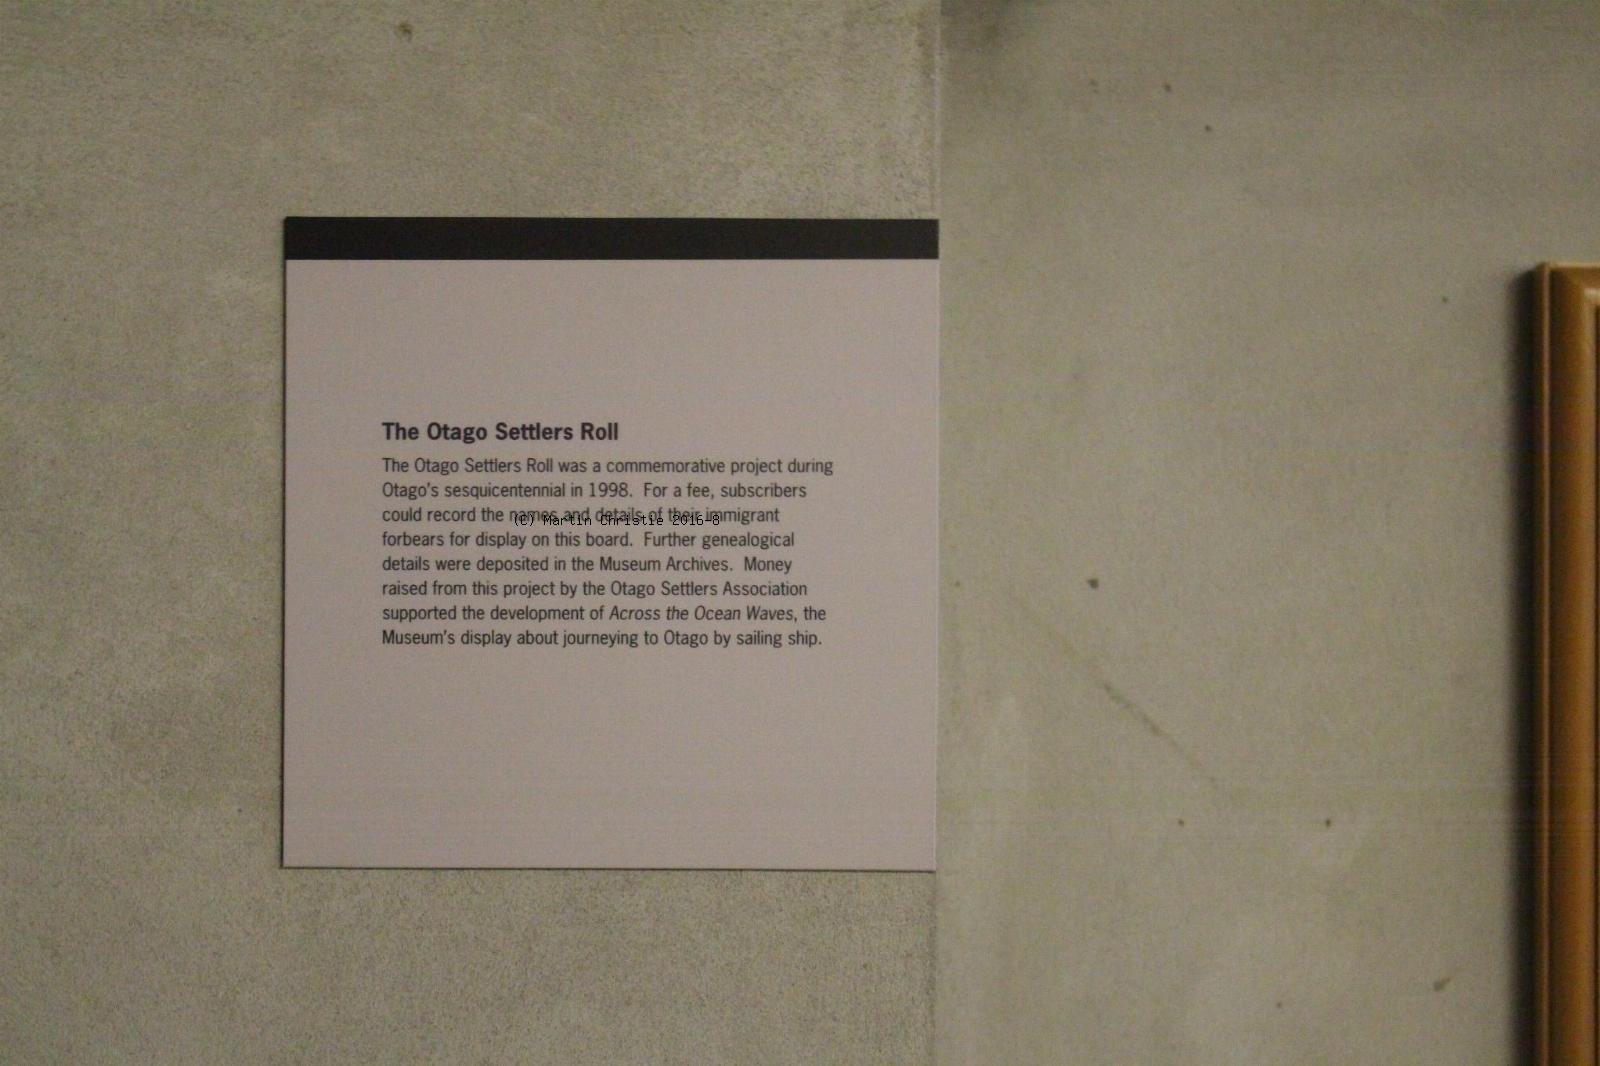 The Otago Settlers Roll
The Otago Settlers Roll was a commemorative project during
Otago's sesquicentennial in 1998.  For a fee, subscribers
could record the names and details of their immigrant
(C) Martin Christie 2016-8
forbears for display on this board.  Further genealogical
details were deposited in the Museum Archives.  Money
raised from this project by the Otago Settlers Association
supported the development of Across the Ocean Waves, the
Museum's display about journeying to Otago by sailing ship.